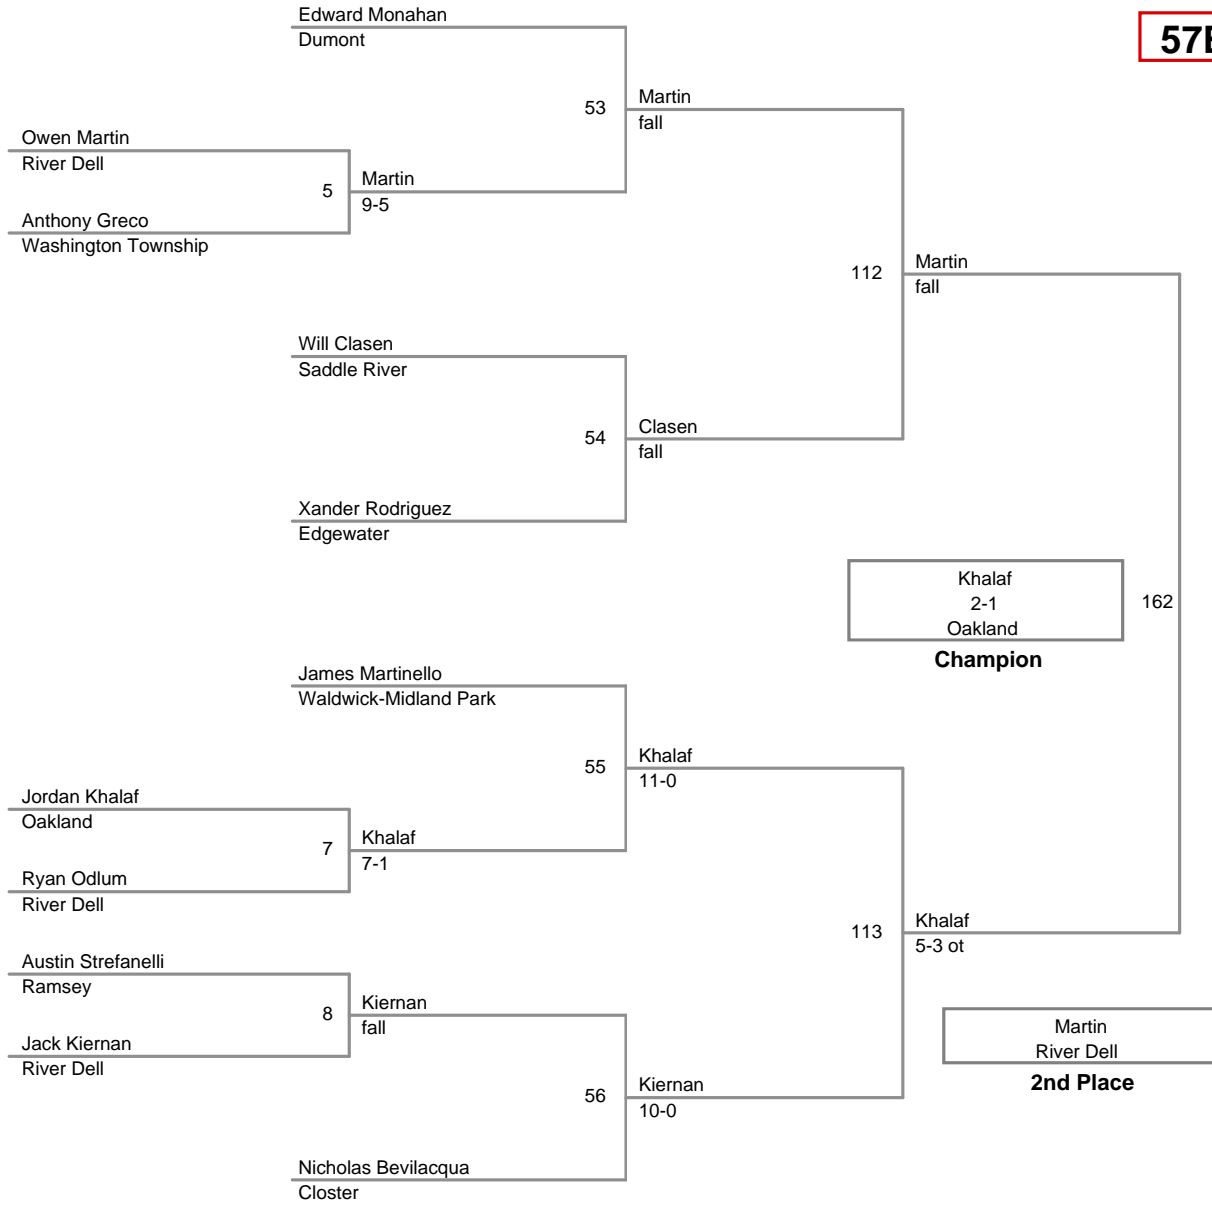 Edward Monahan
Dumont
57
53
Martin
fall
Owen Martin
River Dell
5
Martin
9-5
Anthony Greco
Washington Township
112
Martin
fall
Will Clasen
Saddle River
54
Clasen
fall
Xander Rodriguez
Edgewater
Khalaf
2-1
Oakland
Champion
162
James Martinello
Waldwick-Midland Park
55
Khalaf
11-0
Jordan Khalaf
Oakland
7
Khalaf
7-1
Ryan Odlum
River Dell
113
Khalaf
5-3 ot
Austin Strefanelli
Ramsey
8
Kiernan
fall
Jack Kiernan
River Dell
Martin
River Dell
2nd Place
56
Kiernan
10-0
Nicholas Bevilacqua
Closter